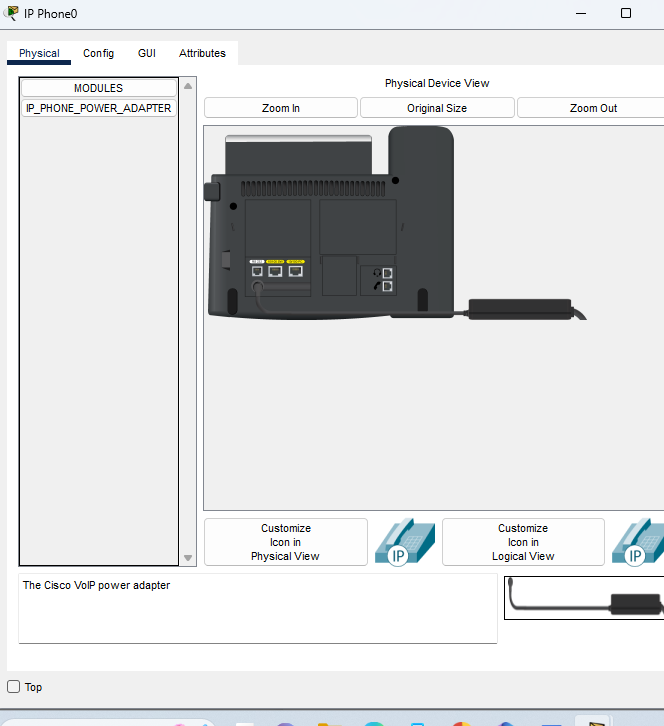 IP Phone0
Physical
Config
GUI
Attributes
MODULES
IP_PHONE_POWER_ADAPTER
Physical Device View
Zoom In
Original Size
Zoom Out
Customize
Icon in
Physical View
IP
Customize
Icon in
Logical View
IP
The Cisco VoIP power adapter
Top